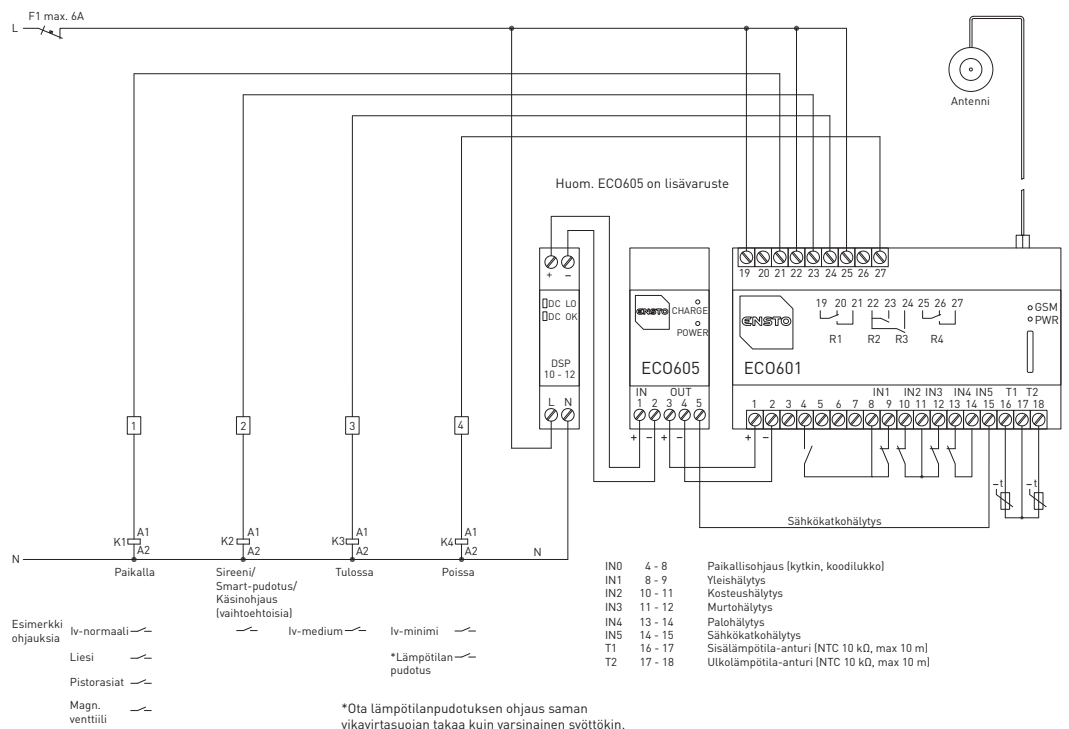 F1 max. 6A
L
Antenni
Huom. ECO605 on lisävaruste
19 20 21 22 23 24 25 26 27
+ −
DC LO
DC OK
DSP
10 - 12
L N
ENSTO
CHARGE
POWER
ECO605
IN OUT
1 2 3 4 5
+ − + −
ENSTO
19 20 21 22 23 24 25 26 27
R1 R2 R3 R4
GSM
PWR
ECO601
IN1 IN2 IN3 IN4 IN5 T1 T2
1 2 3 4 5 6 7 8 9 10 11 12 13 14 15 16 17 18
+ −
−t −t
Sähkökatkohälytys
1 2 3 4
K1 A1 A2
K2 A1 A2
K3 A1 A2
K4 A1 A2
N N
Paikalla
Sireeni/
Smart-pudotus/
Käsinohjaus
(vaihtoehtoisia)
Tulossa
Poissa
Esimerkki
ohjauksia
Iv-normaali
Iv-medium
Iv-minimi
Liesi
*Lämpötilan
pudotus
Pistorasiat
Magn.
venttiili
IN0 4 - 8 Paikallisohjaus (kytkin, koodilukko)
IN1 8 - 9 Yleishälytys
IN2 10 - 11 Kosteushälytys
IN3 11 - 12 Murtohälytys
IN4 13 - 14 Palohälytys
IN5 14 - 15 Sähkökatkohälytys
T1 16 - 17 Sisälämpötila-anturi (NTC 10 kΩ, max 10 m)
T2 17 - 18 Ulkolämpötila-anturi (NTC 10 kΩ, max 10 m)
*Ota lämpötilanpudotuksen ohjaus saman
vikavirtasuojan takaa kuin varsinainen syöttökin.